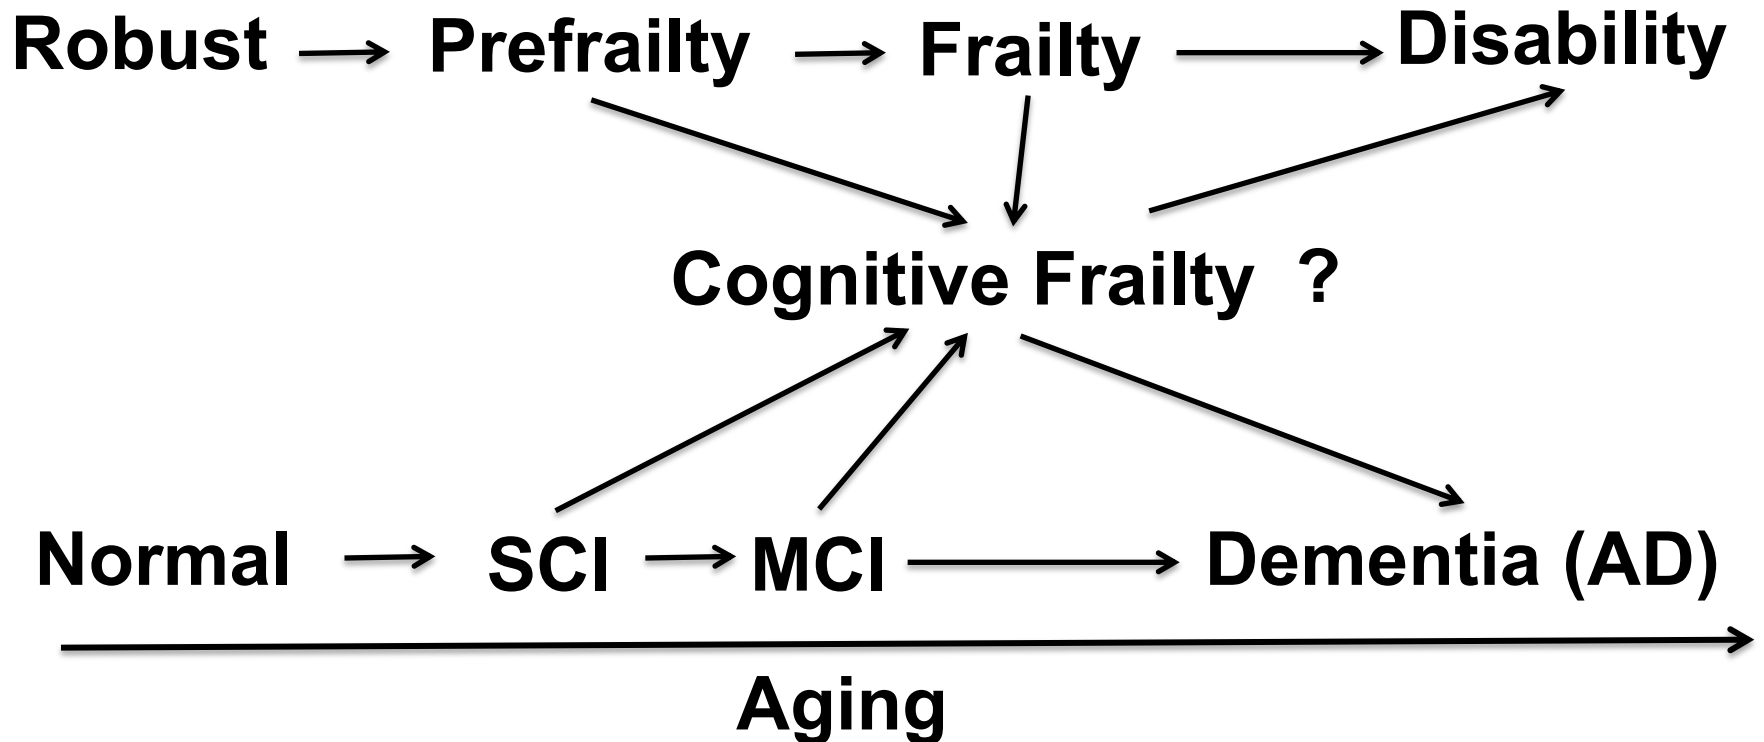 Robust Prefrailty Frailty Disability
Cognitive Frailty ?
Normal SCI MCI Dementia (AD)
Aging